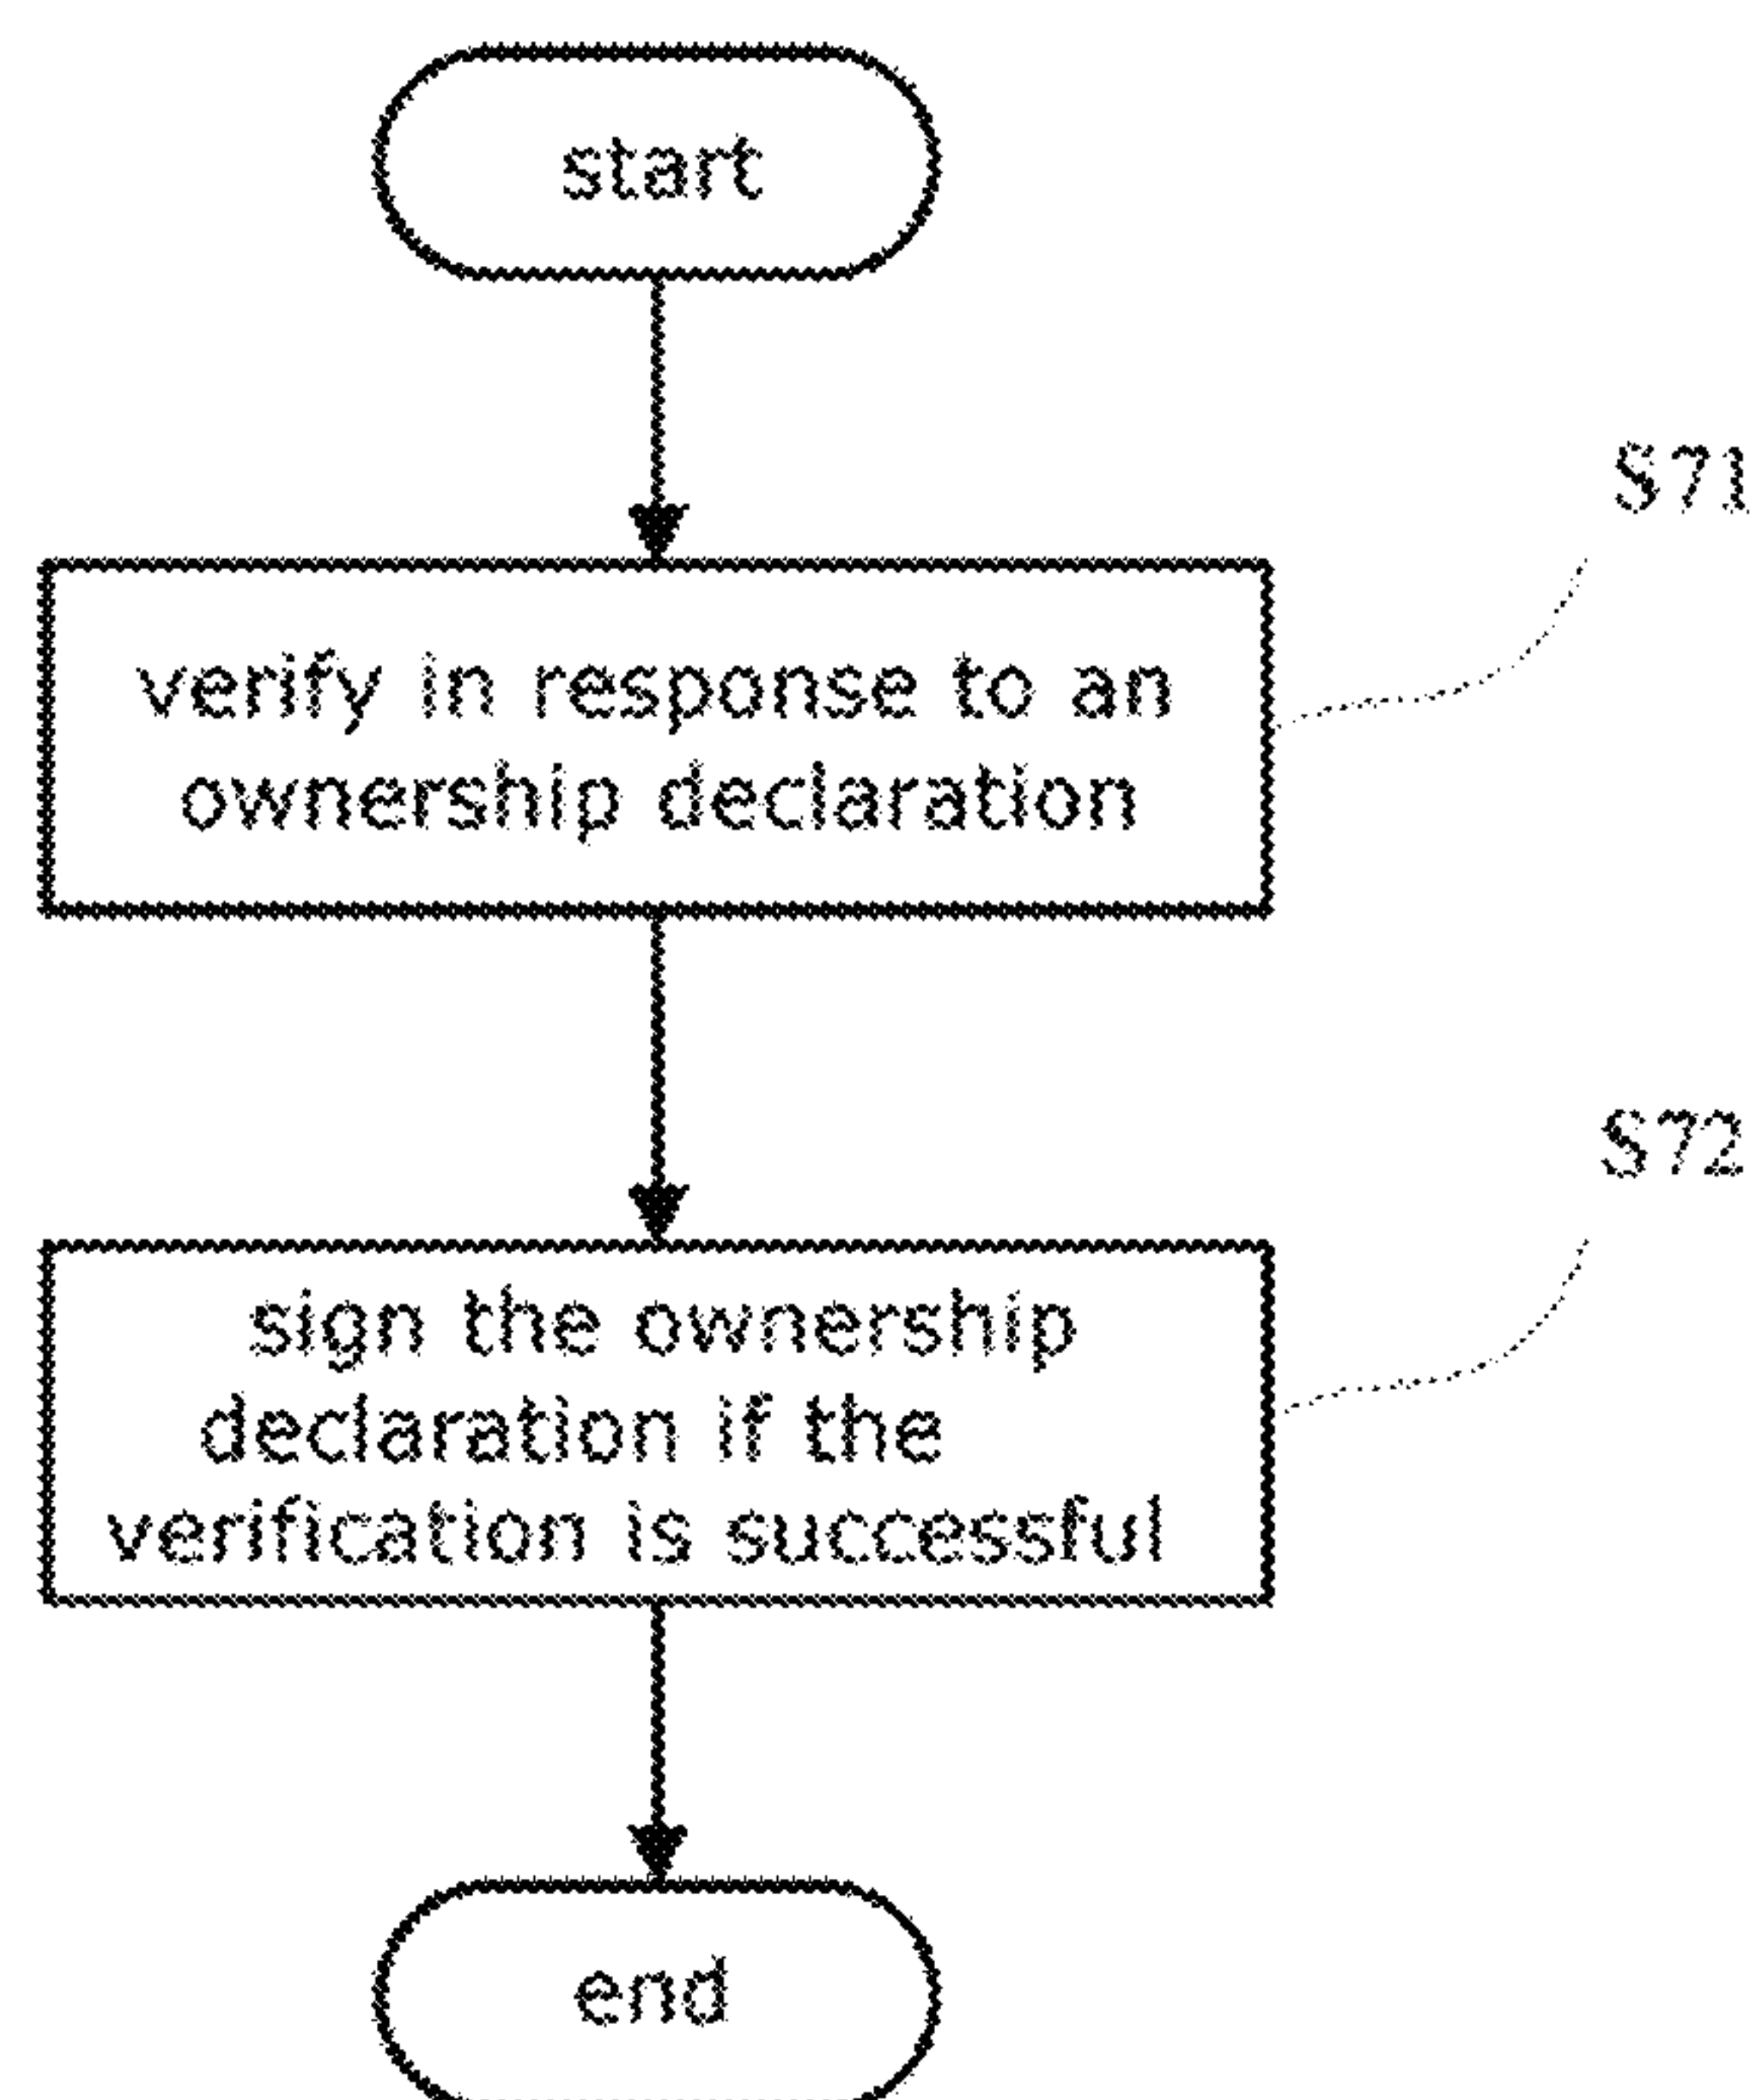 start
S71
verify in response to an
ownership declaration
S72
sign the ownership
declaration if the
verification is successful
end